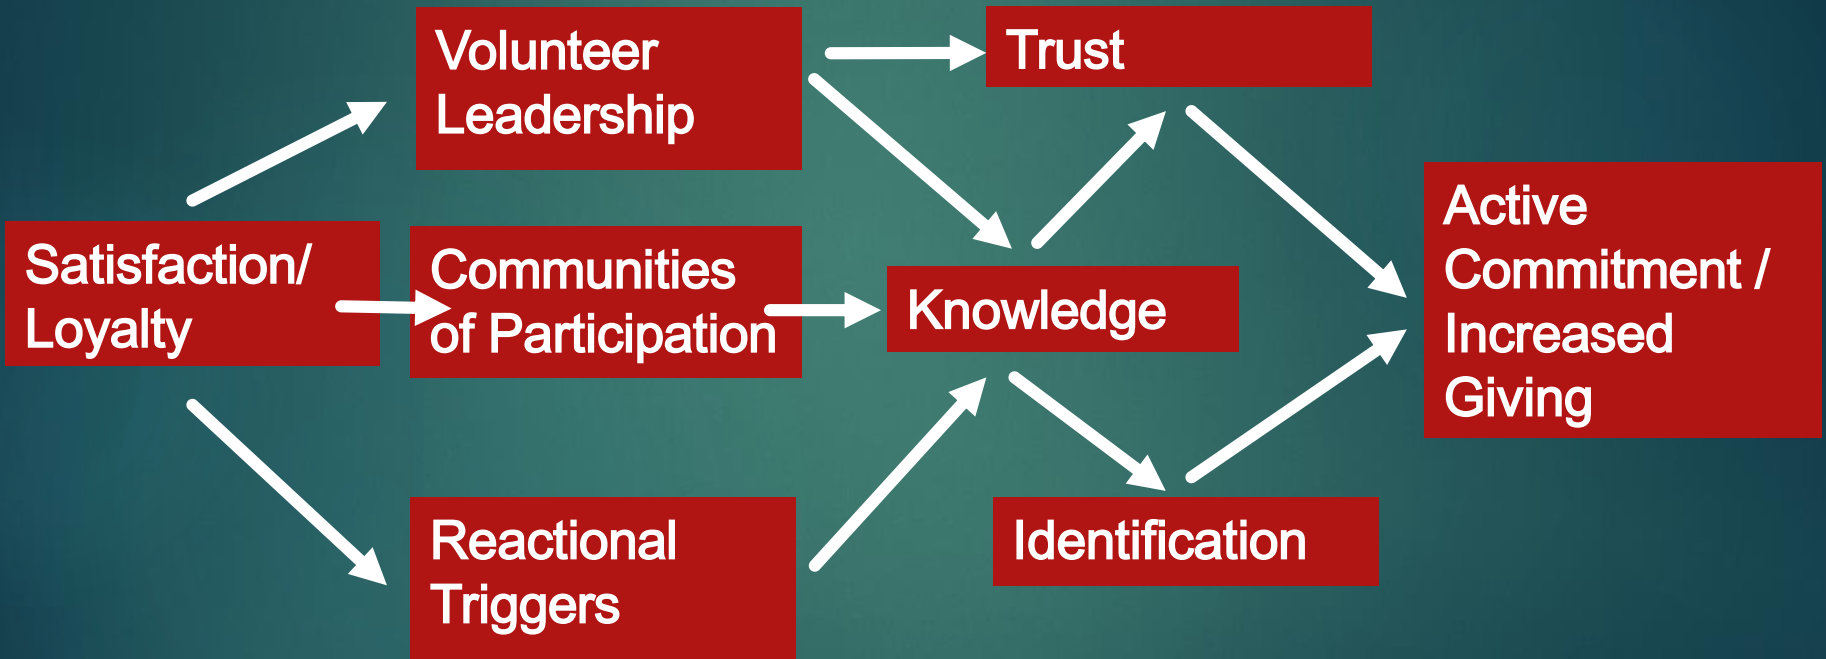 Volunteer
Leadership
Trust
Satisfaction/
Loyalty
Communities
of Participation
Knowledge
Active
Commitment /
Increased
Giving
Reactional
Triggers
Identification